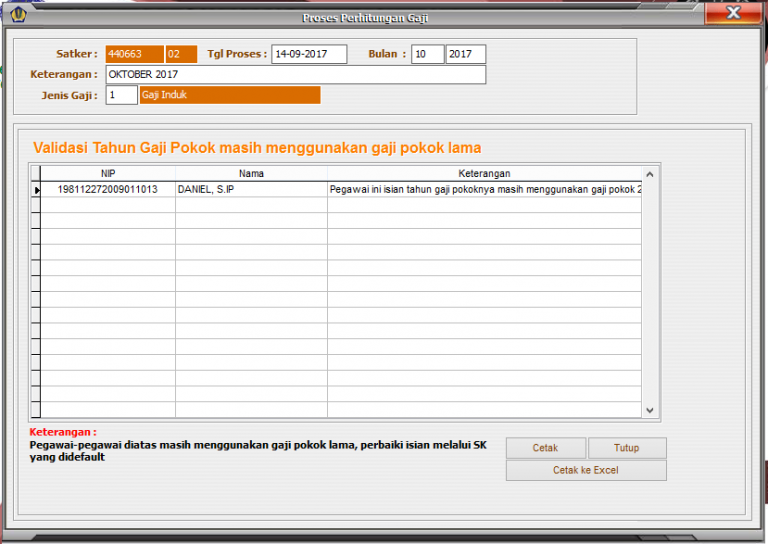 Proses Perhitungan Gaji
Satker : 440663 02 Tgl Proses : 14-09-2017 Bulan : 10 2017
Keterangan : OKTOBER 2017
Jenis Gaji : 1 Gaji Induk
Validasi Tahun Gaji Pokok masih menggunakan gaji pokok lama
NIP Nama Keterangan
198112272009011013 DANIEL, S.IP Pegawai ini isian tahun gaji pokoknya masih menggunakan gaji pokok 2
Keterangan :
Pegawai-pegawai diatas masih menggunakan gaji pokok lama, perbaiki isian melalui SK
yang didefault
Cetak Tutup
Cetak ke Excel